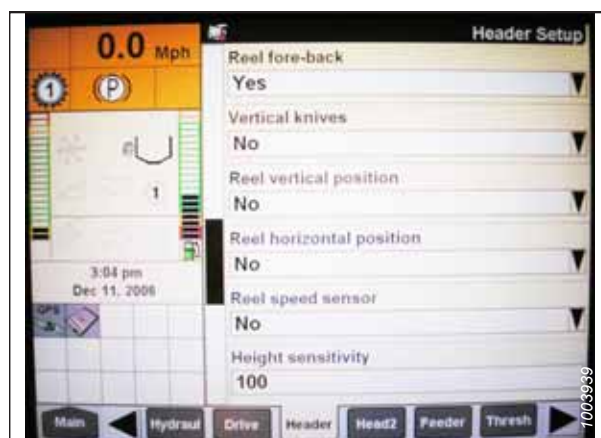 0.0 Mph
1
(P)
1
3:04 pm
Dec 11, 2006
GPS
Header Setup
Reel fore-back
Yes
Vertical knives
No
Reel vertical position
No
Reel horizontal position
No
Reel speed sensor
No
Height sensitivity
100
Main
Hydraul
Drive
Header
Head2
Feeder
Thresh
1003939